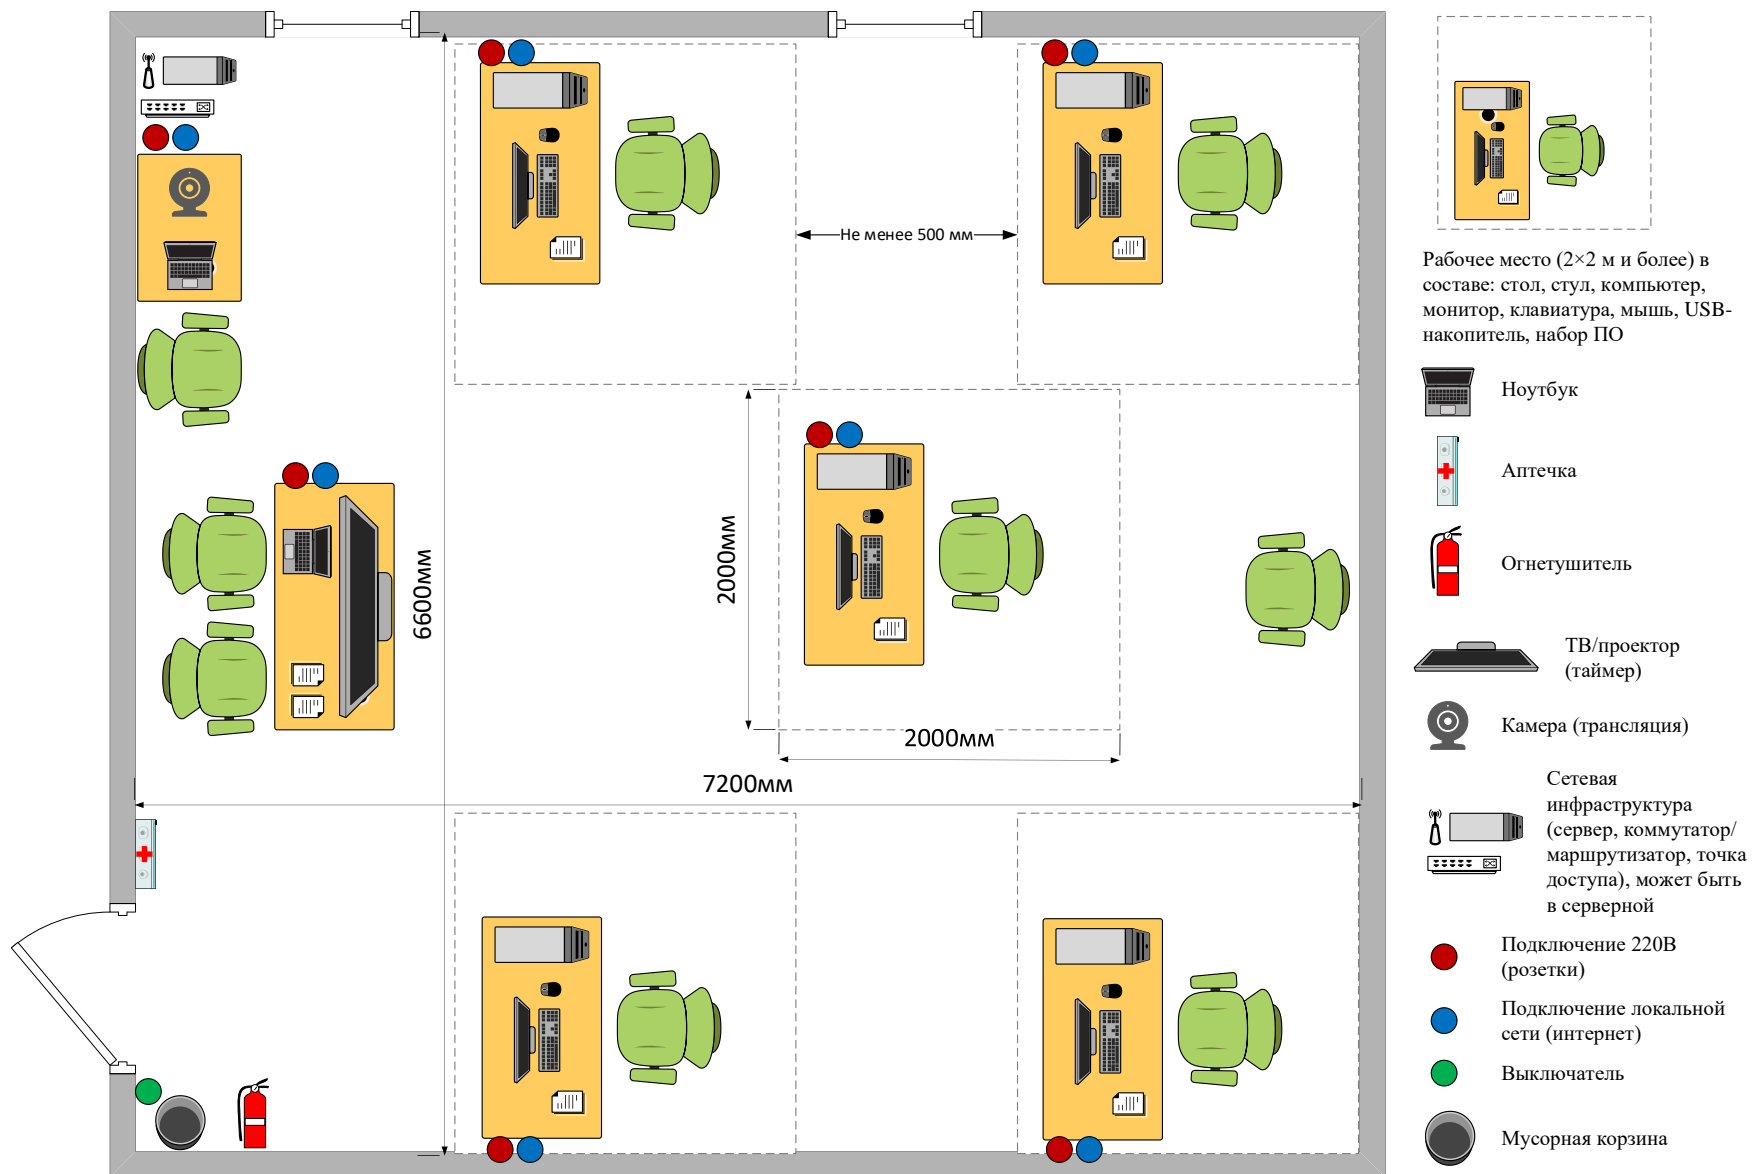 Не менее 500 мм
6600мм
2000мм
2000мм
7200мм
Рабочее место (2×2 м и более) в
составе: стол, стул, компьютер,
монитор, клавиатура, мышь, USB-
накопитель, набор ПО
Ноутбук
Аптечка
Огнетушитель
ТВ/проектор
(таймер)
Камера (трансляция)
Сетевая
инфраструктура
(сервер, коммутатор/
маршрутизатор, точка
доступа), может быть
в серверной
Подключение 220В
(розетки)
Подключение локальной
сети (интернет)
Выключатель
Мусорная корзина